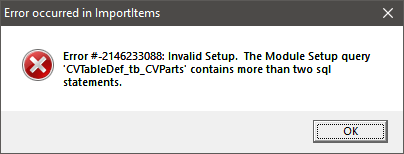 Error occurred in ImportItems
Error #-2146233088: Invalid Setup.  The Module Setup query
'CVTableDef_tb_CVParts' contains more than two sql
statements.
OK